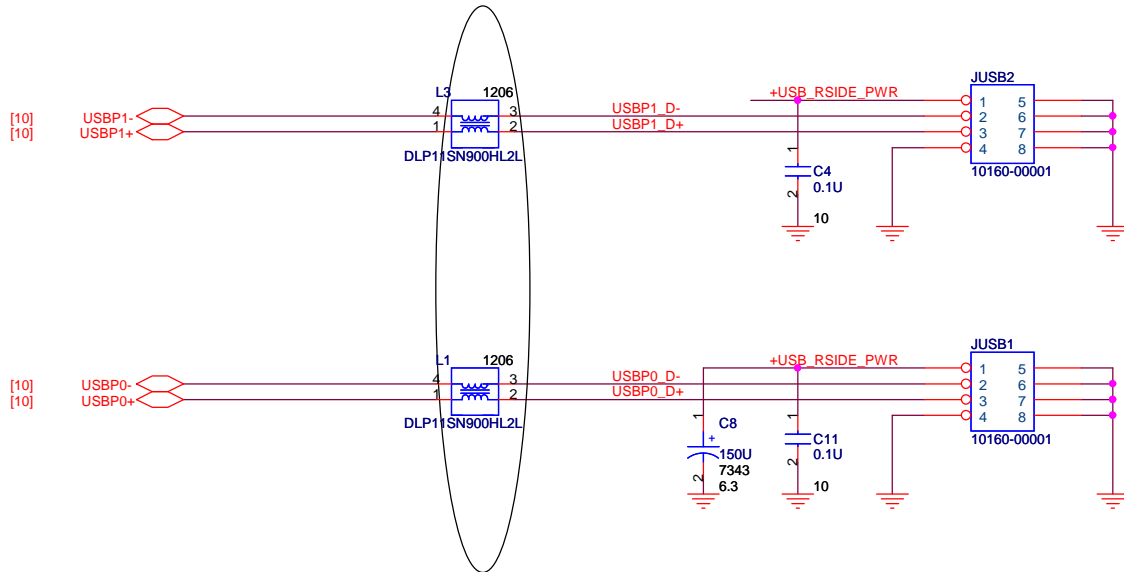 JUSB2
L3 1206
+USB_RSIDE_PWR
[10] USBP1- 4 3 USBP1_D- 1 5
[10] USBP1+ 1 2 USBP1_D+ 2 6
3 7
4 8
DLP11SN900HL2L
10160-00001
1
C4
0.1U
2
10
JUSB1
L1 1206
+USB_RSIDE_PWR
[10] USBP0- 4 3 USBP0_D- 1 5
[10] USBP0+ 1 2 USBP0_D+ 2 6
3 7
4 8
DLP11SN900HL2L
10160-00001
1 C8
+
150U
7343
2 6.3
1
C11
0.1U
2
10